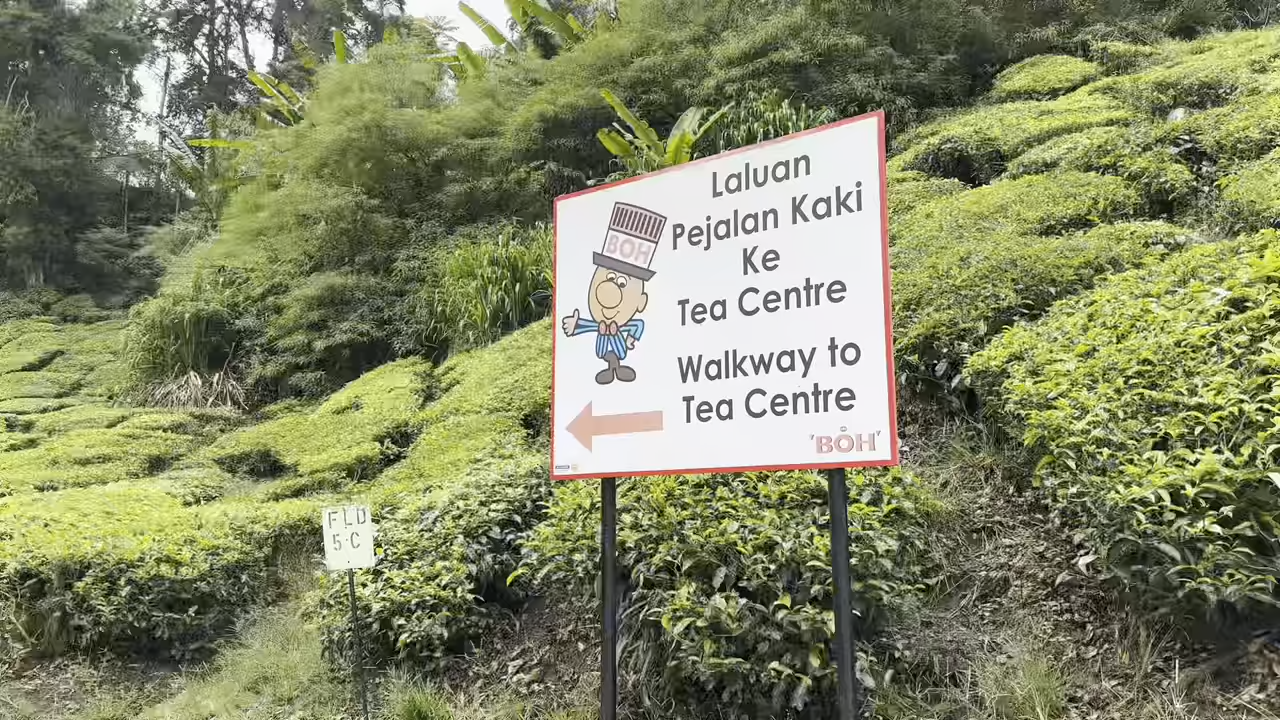 Laluan
Pejalan Kaki
Ke
Tea Centre
Walkway to
Tea Centre
BOH
'BOH'
FLD
5·C